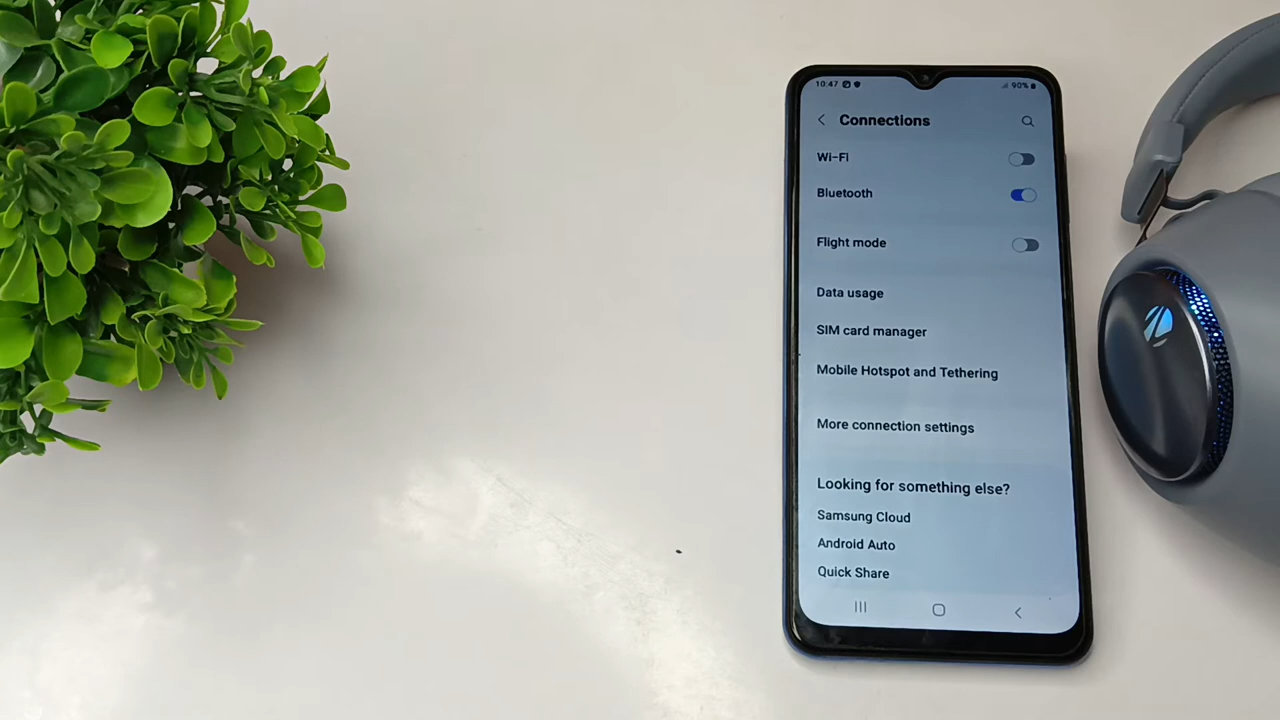 10:47 90%
Connections
Wi-Fi
Bluetooth
Flight mode
Data usage
SIM card manager
Mobile Hotspot and Tethering
More connection settings
Looking for something else?
Samsung Cloud
Android Auto
Quick Share